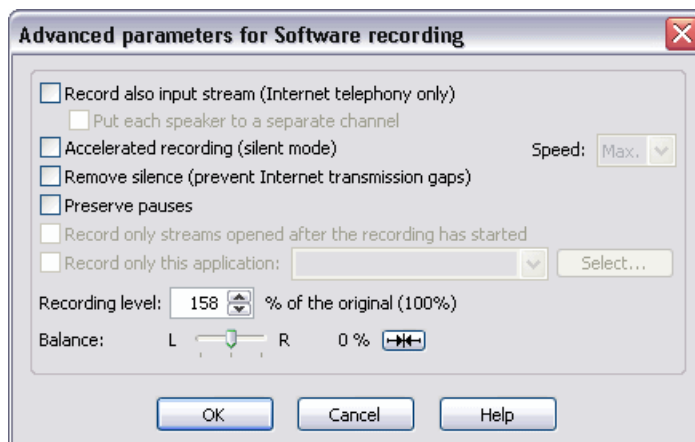 Advanced parameters for Software recording
Record also input stream (Internet telephony only)
Put each speaker to a separate channel
Accelerated recording (silent mode) Speed: Max.
Remove silence (prevent Internet transmission gaps)
Preserve pauses
Record only streams opened after the recording has started
Record only this application: Select...
Recording level: 158 % of the original (100%)
Balance: L R 0 %
OK Cancel Help